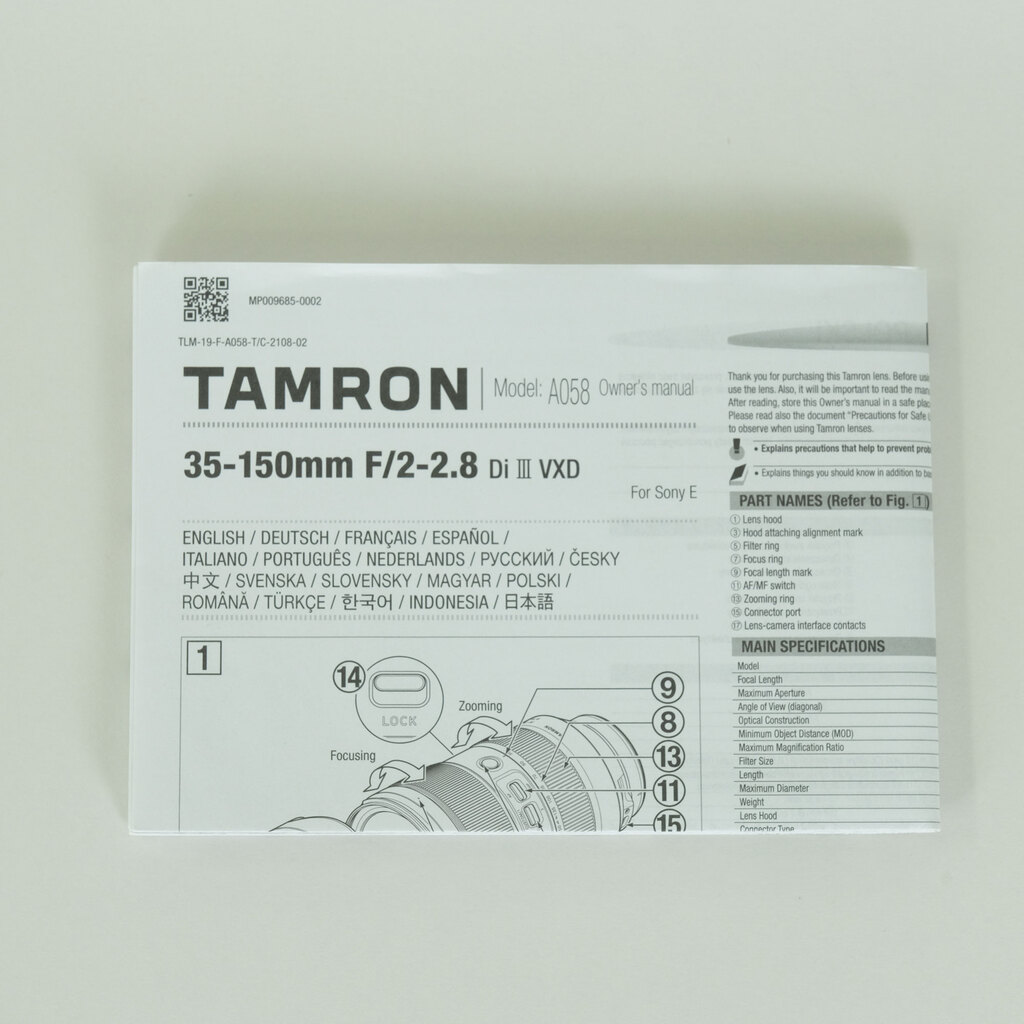 MP009685-0002
TLM-19-F-A058-T/C-2108-02
TAMRON Model: A058 Owner's manual
35-150mm F/2-2.8 Di III VXD
For Sony E
ENGLISH / DEUTSCH / FRANÇAIS / ESPAÑOL /
ITALIANO / PORTUGUÊS / NEDERLANDS / РУССКИЙ / ČESKY
中文 / SVENSKA / SLOVENSKY / MAGYAR / POLSKI /
ROMÂNĂ / TÜRKÇE / 한국어 / INDONESIA / 日本語
1
14
LOCK
Zooming
Focusing
9
8
13
11
15
Thank you for purchasing this Tamron lens. Before
use the lens. Also, it will be important to read the
After reading, store this Owner's manual in a safe
Please read also the document "Precautions for Safe
to observe when using Tamron lenses.
• Explains precautions that help to prevent
• Explains things you should know in addition to
PART NAMES (Refer to Fig. 1)
① Lens hood
③ Hood attaching alignment mark
⑤ Filter ring
⑦ Focus ring
⑨ Focal length mark
⑪ AF/MF switch
⑬ Zooming ring
⑮ Connector port
⑰ Lens-camera interface contacts
MAIN SPECIFICATIONS
Model
Focal Length
Maximum Aperture
Angle of View (diagonal)
Optical Construction
Minimum Object Distance (MOD)
Maximum Magnification Ratio
Filter Size
Length
Maximum Diameter
Weight
Lens Hood
Connector Type